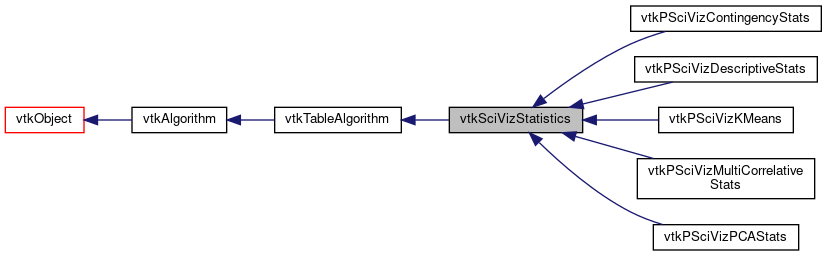 vtkPSciVizContingencyStats
vtkPSciVizDescriptiveStats
vtkObject
vtkAlgorithm
vtkTableAlgorithm
vtkSciVizStatistics
vtkPSciVizKMeans
vtkPSciVizMultiCorrelative
Stats
vtkPSciVizPCAStats